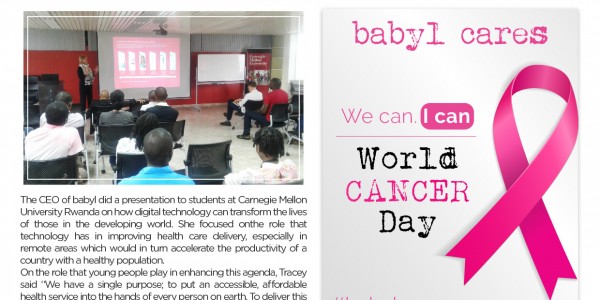 Carnegie
Mellon
University
The CEO of babyl did a presentation to students at Carnegie Mellon
University Rwanda on how digital technology can transform the lives
of those in the developing world. She focused onthe role that
technology has in improving health care delivery, especially in
remote areas which would in turn accelerate the productivity of a
country with a healthy population.
On the role that young people play in enhancing this agenda, Tracey
said "We have a single purpose; to put an accessible, affordable
health service into the hands of every person on earth. To deliver this
babyl cares
We can. I can
World
CANCER
Day